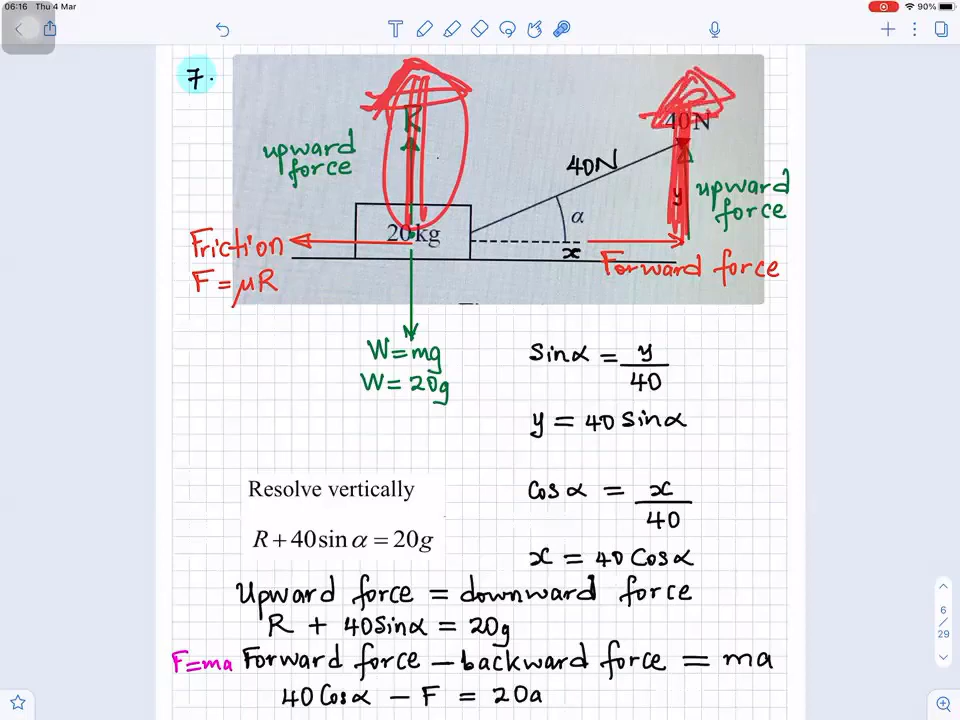 06:16 Thu 4 Mar
90%
7.
R
40N
upward
force
40N
α
y
upward
force
20kg
Friction
F = μR
x
Forward force
W = mg
W = 20g
Sinα = y/40
y = 40 Sinα
Resolve vertically
R + 40 sin α = 20g
Cosα = x/40
x = 40 Cosα
Upward force = downward force
R + 40Sinα = 20g
F=ma Forward force – backward force = ma
40 Cosα – F = 20a
6
/
29